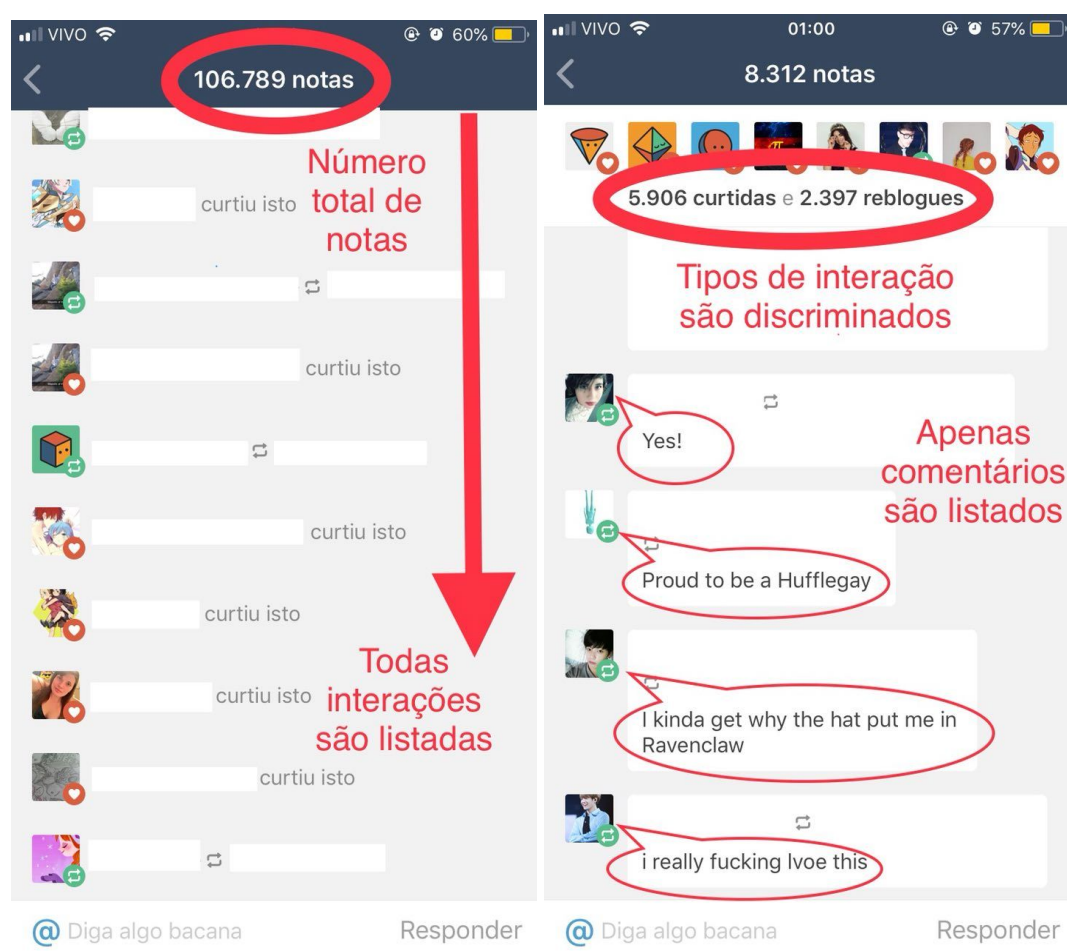 VIVO
60%
106.789 notas
Número
total de
notas
curtiu isto
curtiu isto
curtiu isto
curtiu isto
curtiu isto
curtiu isto
Todas
interações
são listadas
@ Diga algo bacana
Responder
VIVO
01:00
57%
8.312 notas
5.906 curtidas e 2.397 reblogues
Tipos de interação
são discriminados
Apenas
comentários
são listados
Yes!
Proud to be a Hufflegay
I kinda get why the hat put me in
Ravenclaw
i really fucking lvoe this
@ Diga algo bacana
Responder